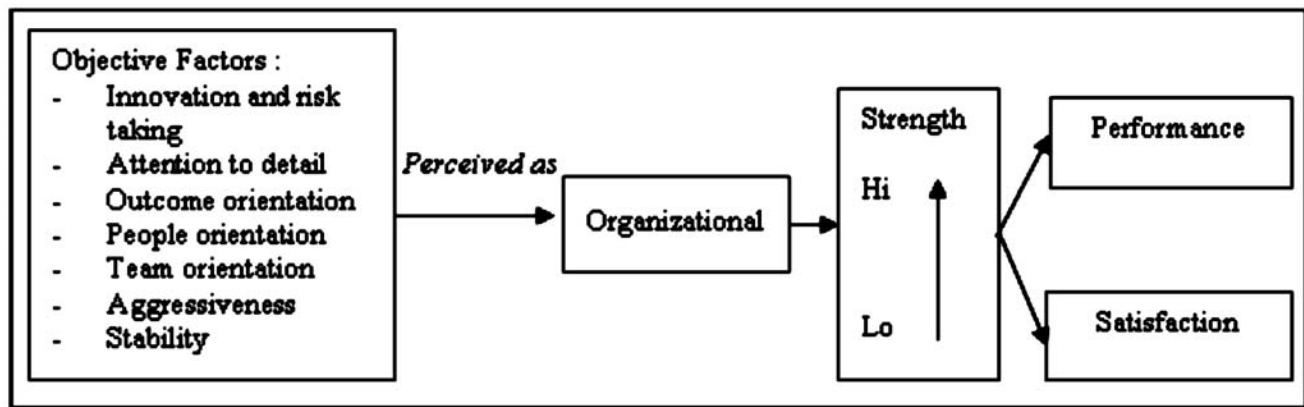 Objective Factors :
- Innovation and risk
taking
- Attention to detail
- Outcome orientation
- People orientation
- Team orientation
- Aggressiveness
- Stability
Perceived as
Organizational
Strength
Hi
Lo
Performance
Satisfaction